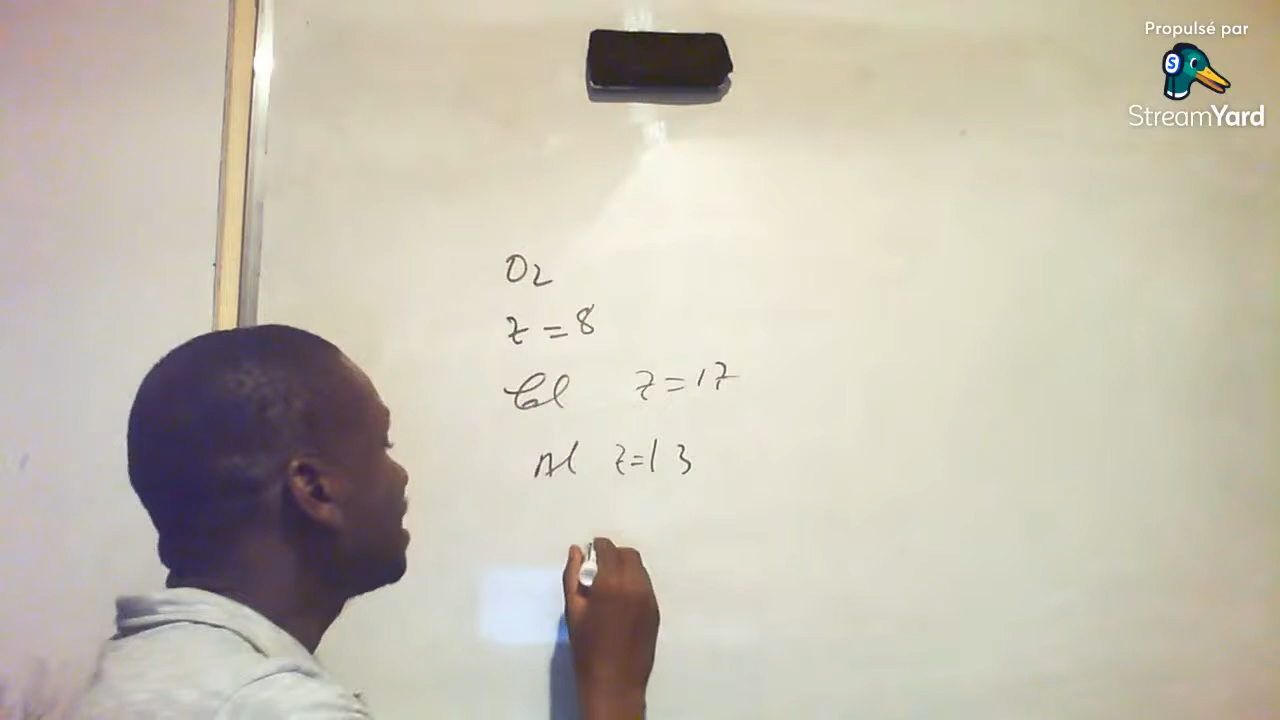 Propulsé par
StreamYard
O2
Z = 8
Cl Z = 17
Al Z = 13